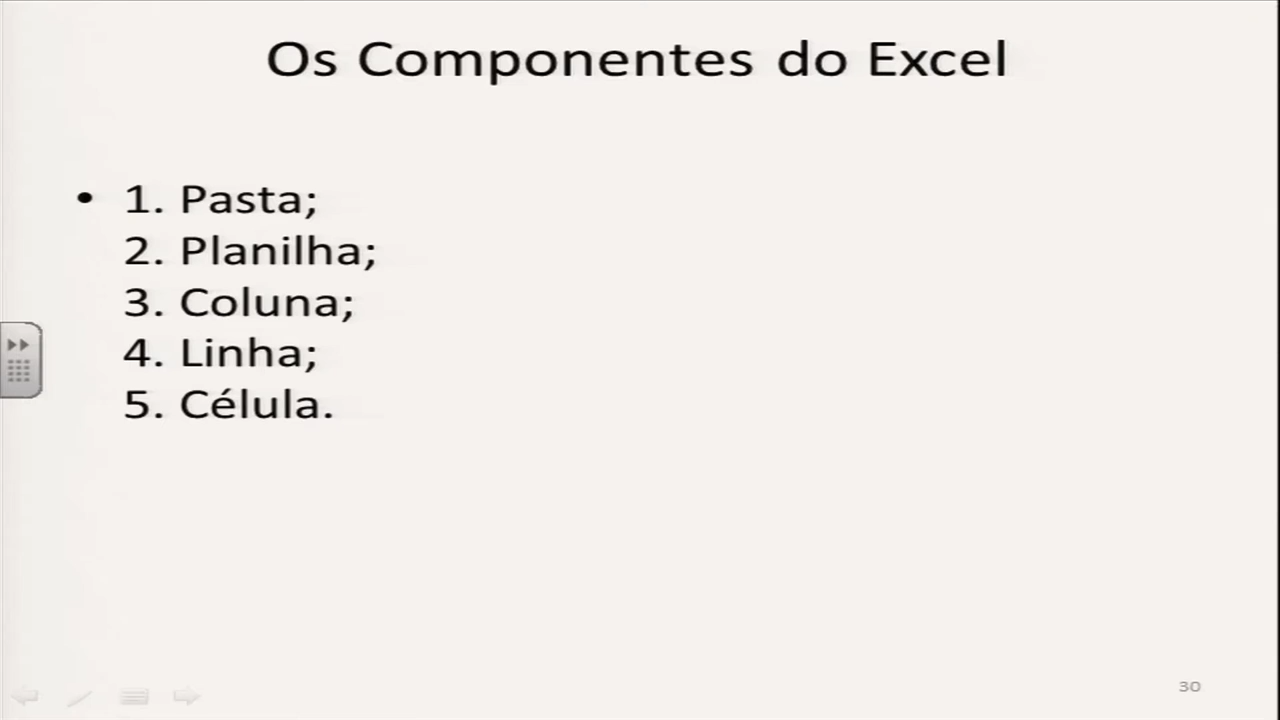 Os Componentes do Excel
• 1. Pasta;
2. Planilha;
3. Coluna;
4. Linha;
5. Célula.
30